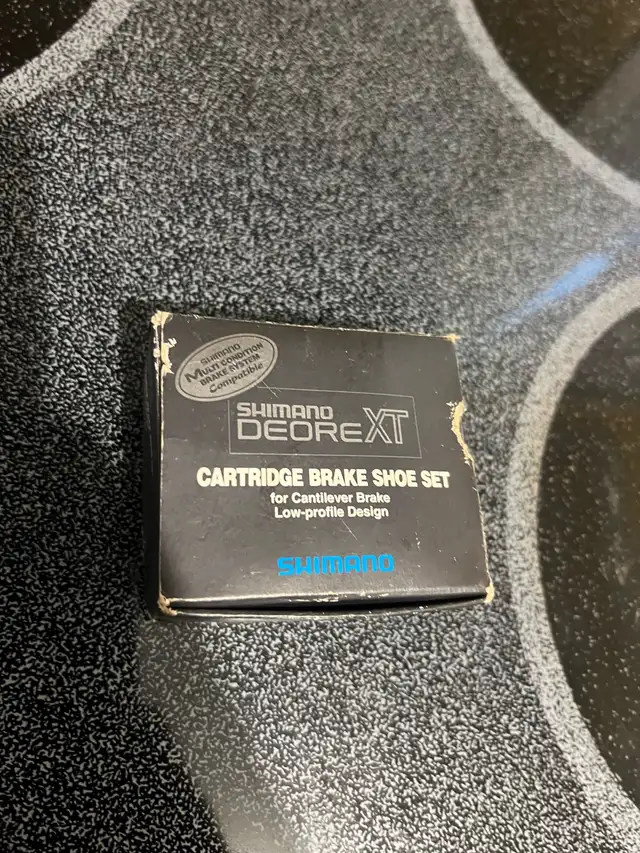 SHIMANO
MULTI CONDITION
BRAKE SYSTEM
Compatible
SHIMANO
DEORE XT
CARTRIDGE BRAKE SHOE SET
for Cantilever Brake
Low-profile Design
SHIMANO